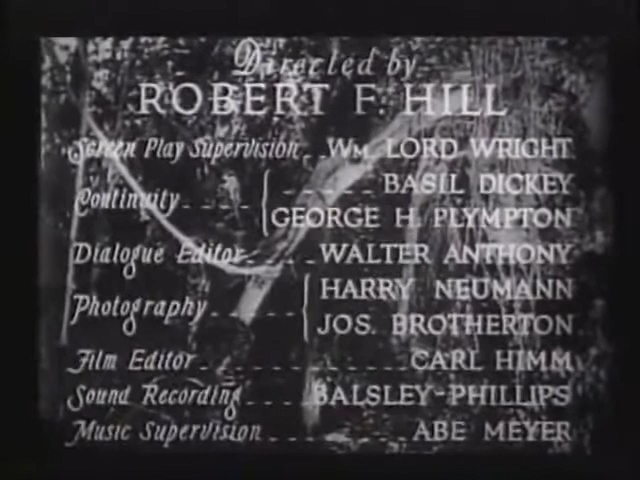 Directed by
ROBERT F. HILL
Screen Play Supervision WM. LORD WRIGHT
Continuity BASIL DICKEY
GEORGE H. PLYMPTON
Dialogue Editor WALTER ANTHONY
Photography HARRY NEUMANN
JOS. BROTHERTON
Film Editor CARL HIMM
Sound Recording BALSLEY-PHILLIPS
Music Supervision ABE MEYER